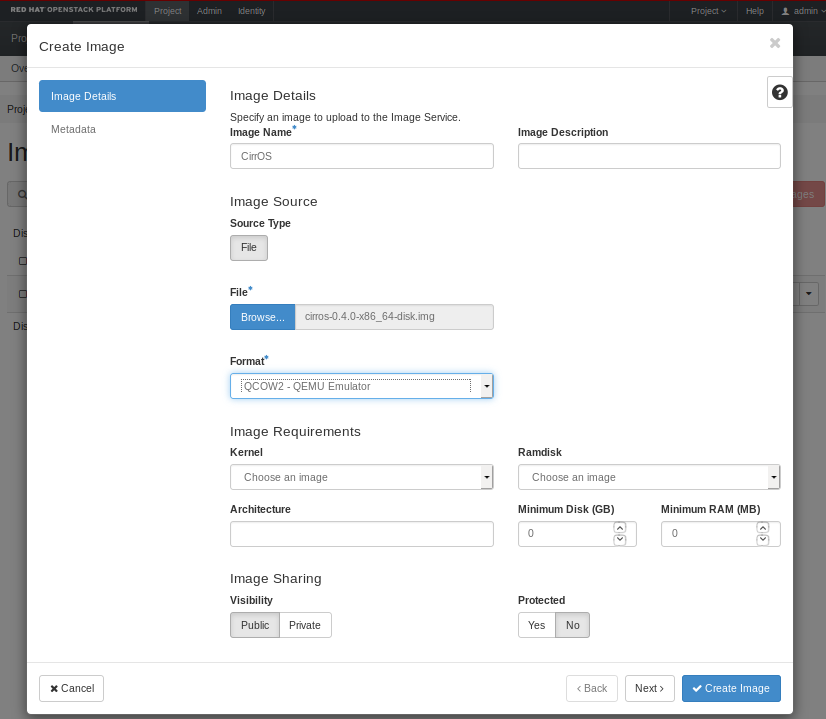 RED HAT OPENSTACK PLATFORM Project Admin Identity Project Help admin
Create Image ✖
Image Details
Metadata
Image Details
Specify an image to upload to the Image Service.
Image Name* Image Description
CirrOS
Image Source
Source Type
File
File*
Browse... cirros-0.4.0-x86_64-disk.img
Format*
QCOW2 - QEMU Emulator
Image Requirements
Kernel Ramdisk
Choose an image Choose an image
Architecture Minimum Disk (GB) Minimum RAM (MB)
0 0
Image Sharing
Visibility Protected
Public Private Yes No
✖ Cancel ‹ Back Next › ✔ Create Image